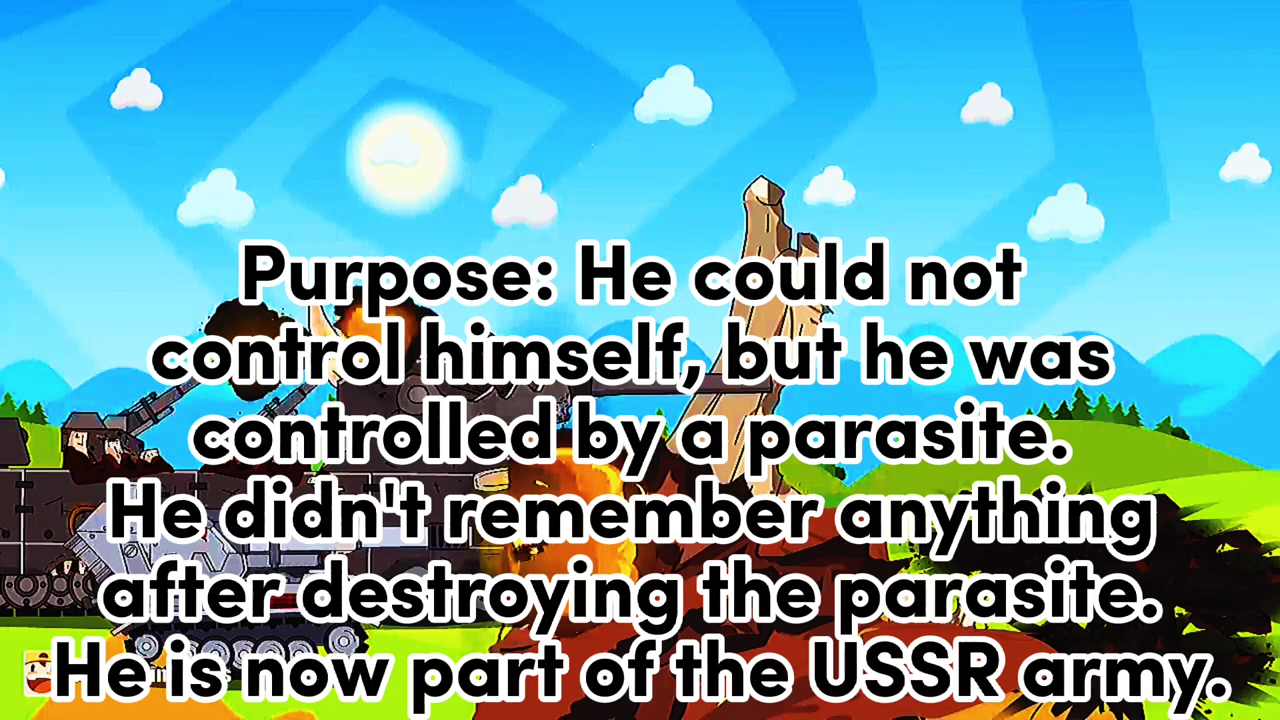 Purpose: He could not
control himself, but he was
controlled by a parasite.
He didn't remember anything
after destroying the parasite.
He is now part of the USSR army.